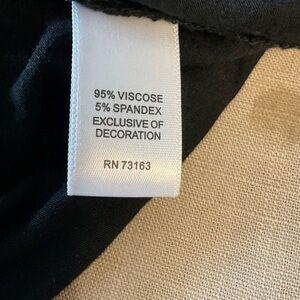 95% VISCOSE
5% SPANDEX
EXCLUSIVE OF
DECORATION
RN 73163